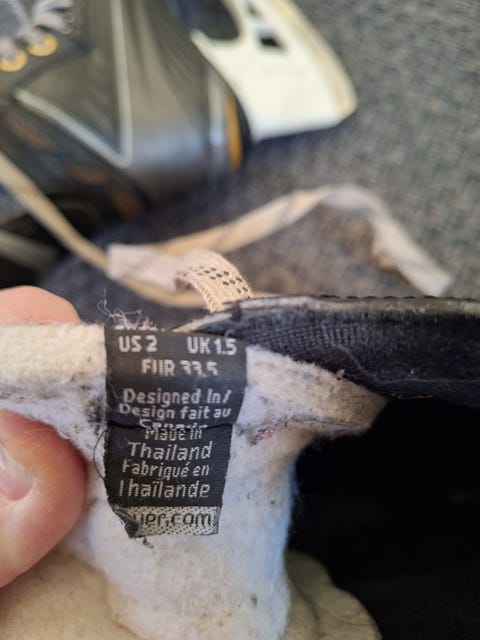 US 2 UK 1.5
EUR 33.5
Designed In/
Design fait au
Canada
Made in
Thailand
Fabriqué en
Thaïlande